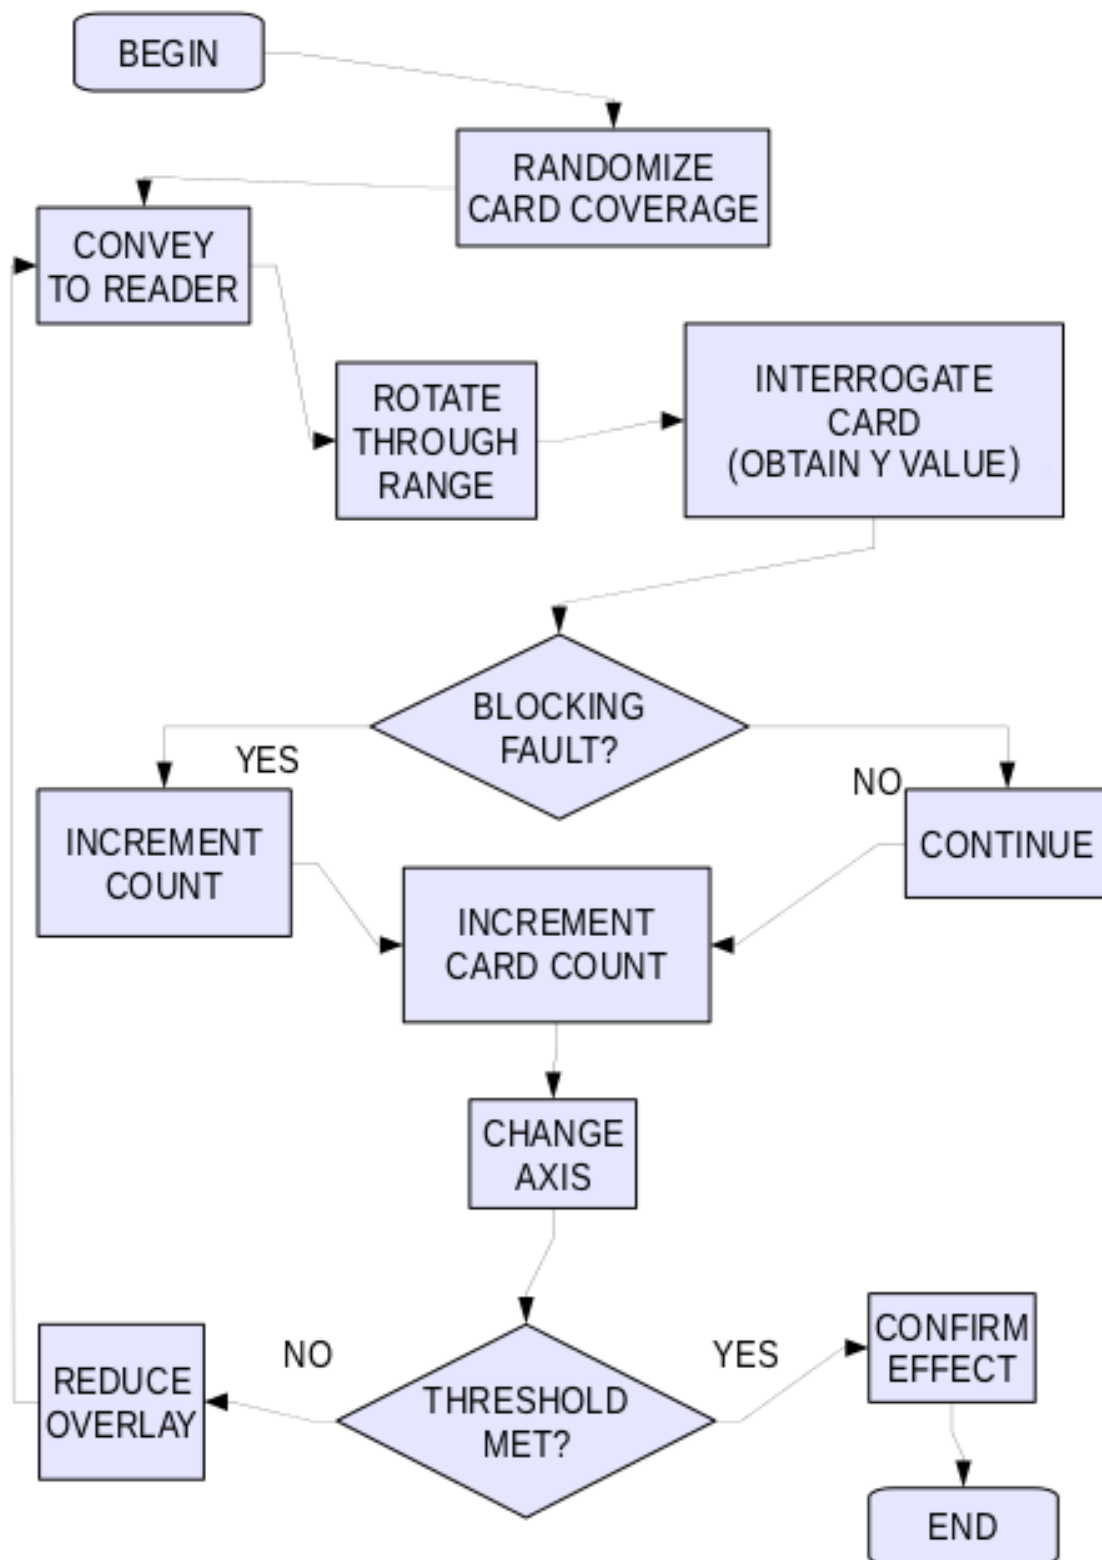 BEGIN
RANDOMIZE
CARD COVERAGE
CONVEY
TO READER
ROTATE
THROUGH
RANGE
INTERROGATE
CARD
(OBTAIN Y VALUE)
BLOCKING
FAULT?
YES
NO
INCREMENT
COUNT
CONTINUE
INCREMENT
CARD COUNT
CHANGE
AXIS
THRESHOLD
MET?
NO
YES
REDUCE
OVERLAY
CONFIRM
EFFECT
END